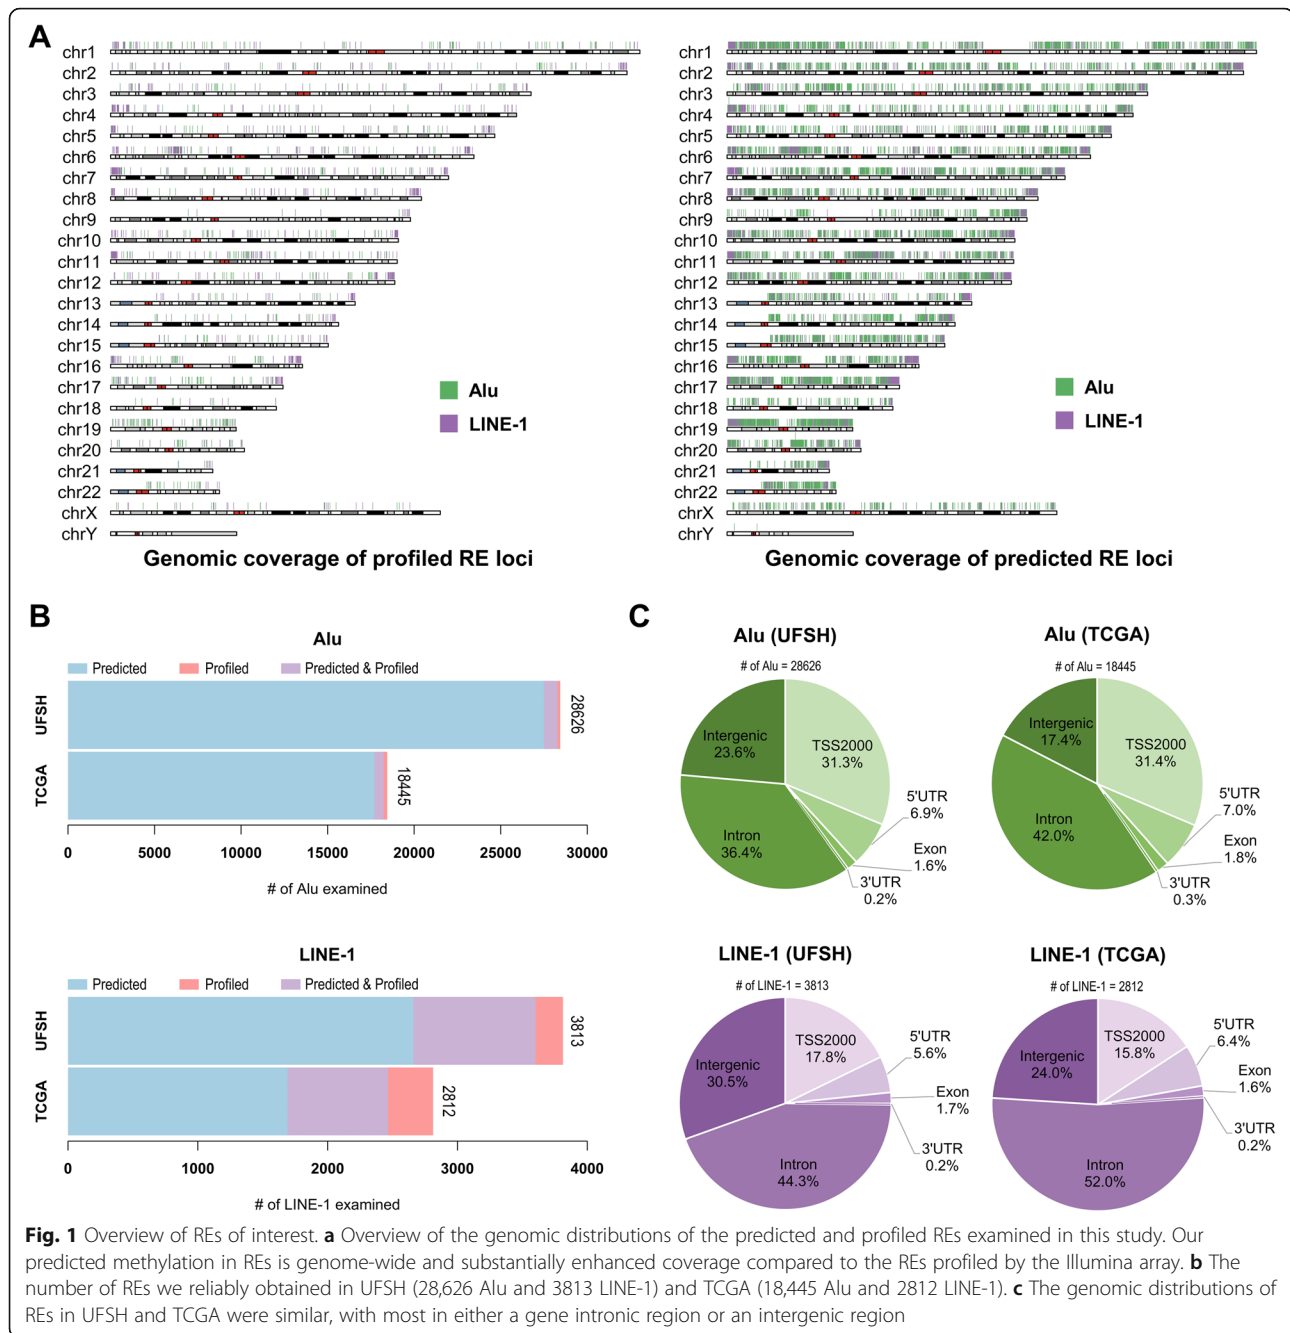 A
chr1
chr2
chr3
chr4
chr5
chr6
chr7
chr8
chr9
chr10
chr11
chr12
chr13
chr14
chr15
chr16
chr17
chr18
chr19
chr20
chr21
chr22
chrX
chrY
Alu
LINE-1
Genomic coverage of profiled RE loci
chr1
chr2
chr3
chr4
chr5
chr6
chr7
chr8
chr9
chr10
chr11
chr12
chr13
chr14
chr15
chr16
chr17
chr18
chr19
chr20
chr21
chr22
chrX
chrY
Alu
LINE-1
Genomic coverage of predicted RE loci
B
Alu
Predicted Profiled Predicted & Profiled
UFSH
28626
TCGA
18445
0 5000 10000 15000 20000 25000 30000
# of Alu examined
LINE-1
Predicted Profiled Predicted & Profiled
UFSH
3813
TCGA
2812
0 1000 2000 3000 4000
# of LINE-1 examined
C
Alu (UFSH)
# of Alu = 28626
Intergenic
23.6%
TSS2000
31.3%
5'UTR
6.9%
Exon
1.6%
3'UTR
0.2%
Intron
36.4%
Alu (TCGA)
# of Alu = 18445
Intergenic
17.4%
TSS2000
31.4%
5'UTR
7.0%
Exon
1.8%
3'UTR
0.3%
Intron
42.0%
LINE-1 (UFSH)
# of LINE-1 = 3813
Intergenic
30.5%
TSS2000
17.8%
5'UTR
5.6%
Exon
1.7%
3'UTR
0.2%
Intron
44.3%
LINE-1 (TCGA)
# of LINE-1 = 2812
Intergenic
24.0%
TSS2000
15.8%
5'UTR
6.4%
Exon
1.6%
3'UTR
0.2%
Intron
52.0%
Fig. 1 Overview of REs of interest. a Overview of the genomic distributions of the predicted and profiled REs examined in this study. Our
predicted methylation in REs is genome-wide and substantially enhanced coverage compared to the REs profiled by the Illumina array. b The
number of REs we reliably obtained in UFSH (28,626 Alu and 3813 LINE-1) and TCGA (18,445 Alu and 2812 LINE-1). c The genomic distributions of
REs in UFSH and TCGA were similar, with most in either a gene intronic region or an intergenic region